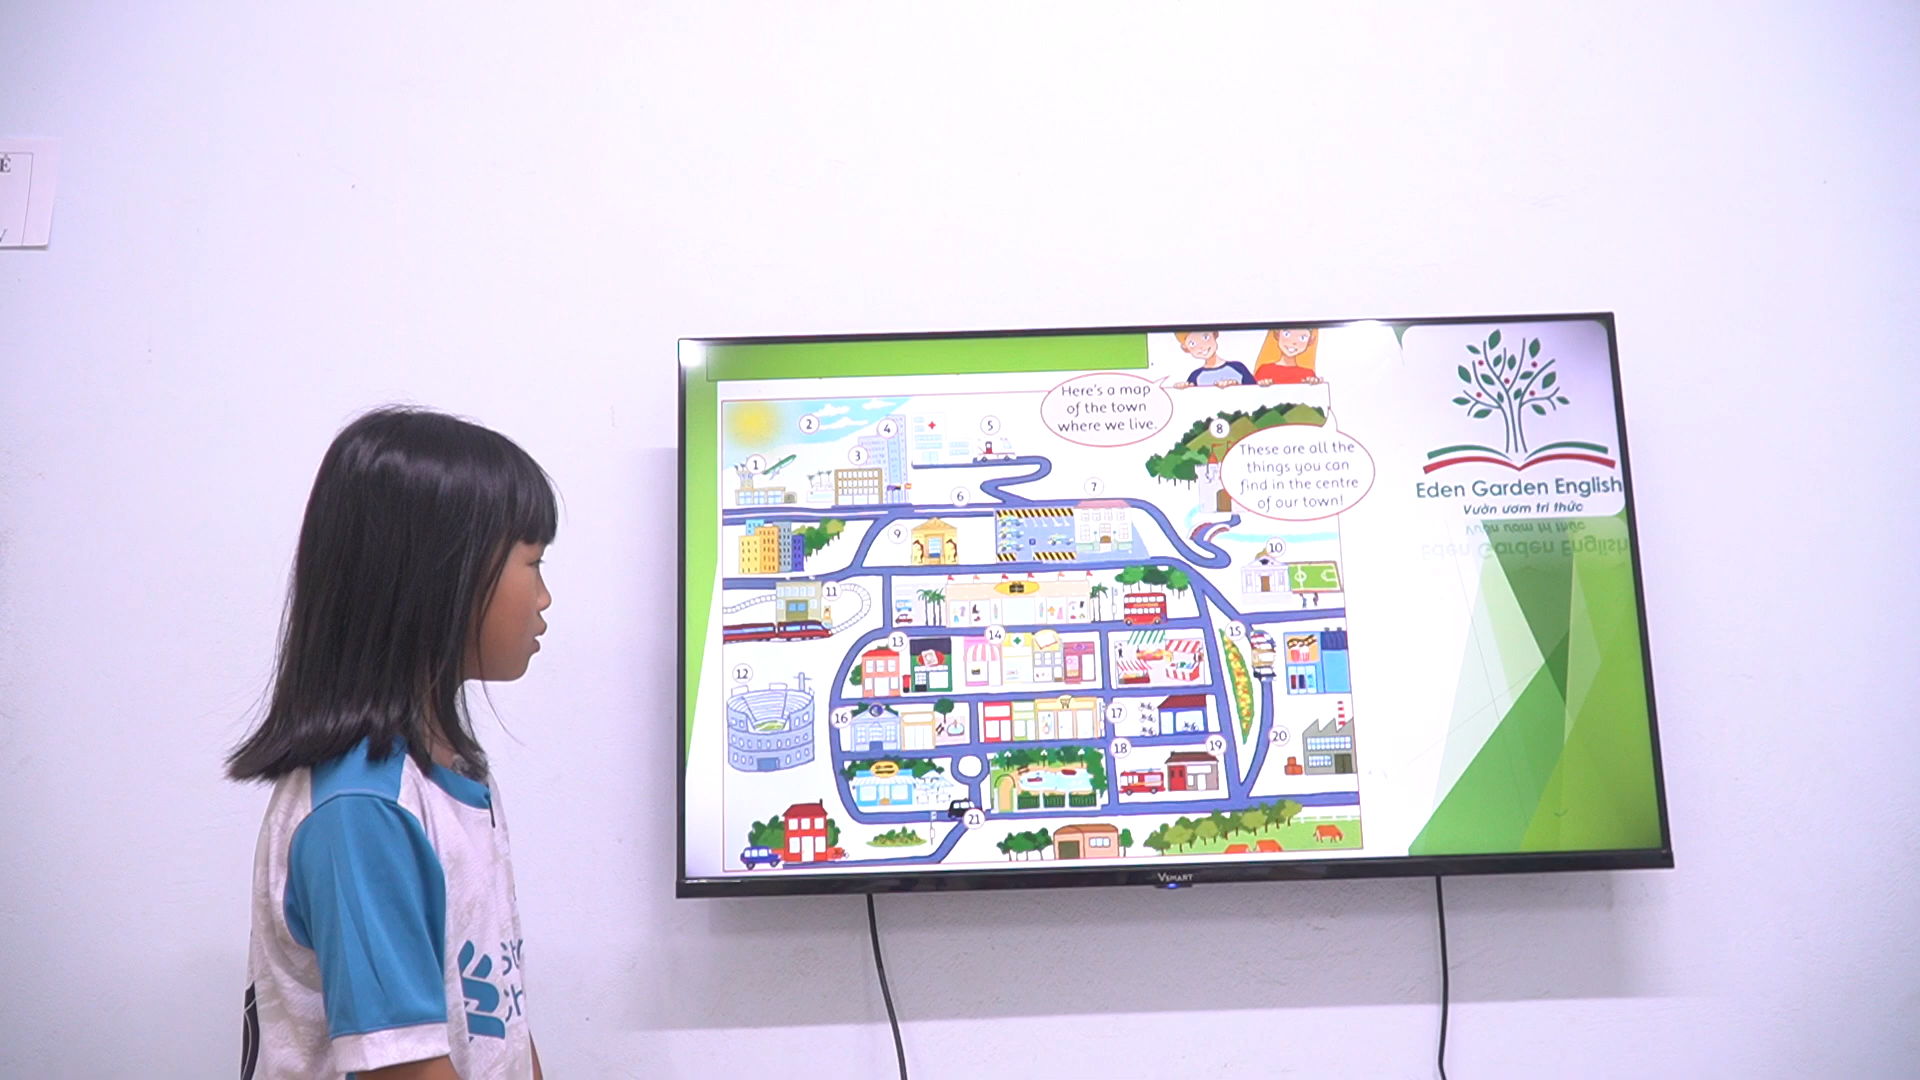 Here's a map
of the town
where we live.
These are all the
things you can
find in the centre
of our town!
1
2
3
4
5
6
7
8
9
10
11
12
13
14
15
16
17
18
19
20
21
Eden Garden English
Vườn ươm tri thức
VSMART